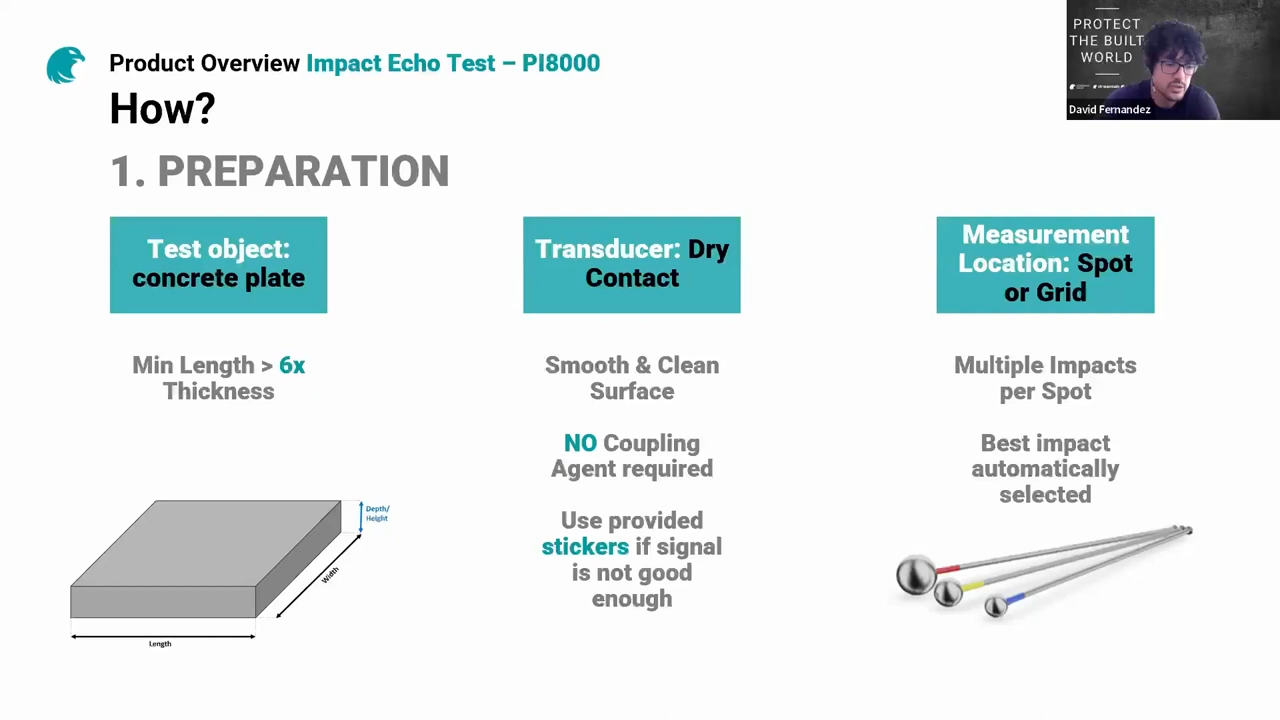 Product Overview Impact Echo Test – PI8000
How?
1. PREPARATION
PROTECT
THE BUILT
WORLD
David Fernandez
Test object:
concrete plate
Min Length > 6x
Thickness
Depth/
Height
Width
Length
Transducer: Dry
Contact
Smooth & Clean
Surface
NO Coupling
Agent required
Use provided
stickers if signal
is not good
enough
Measurement
Location: Spot
or Grid
Multiple Impacts
per Spot
Best impact
automatically
selected